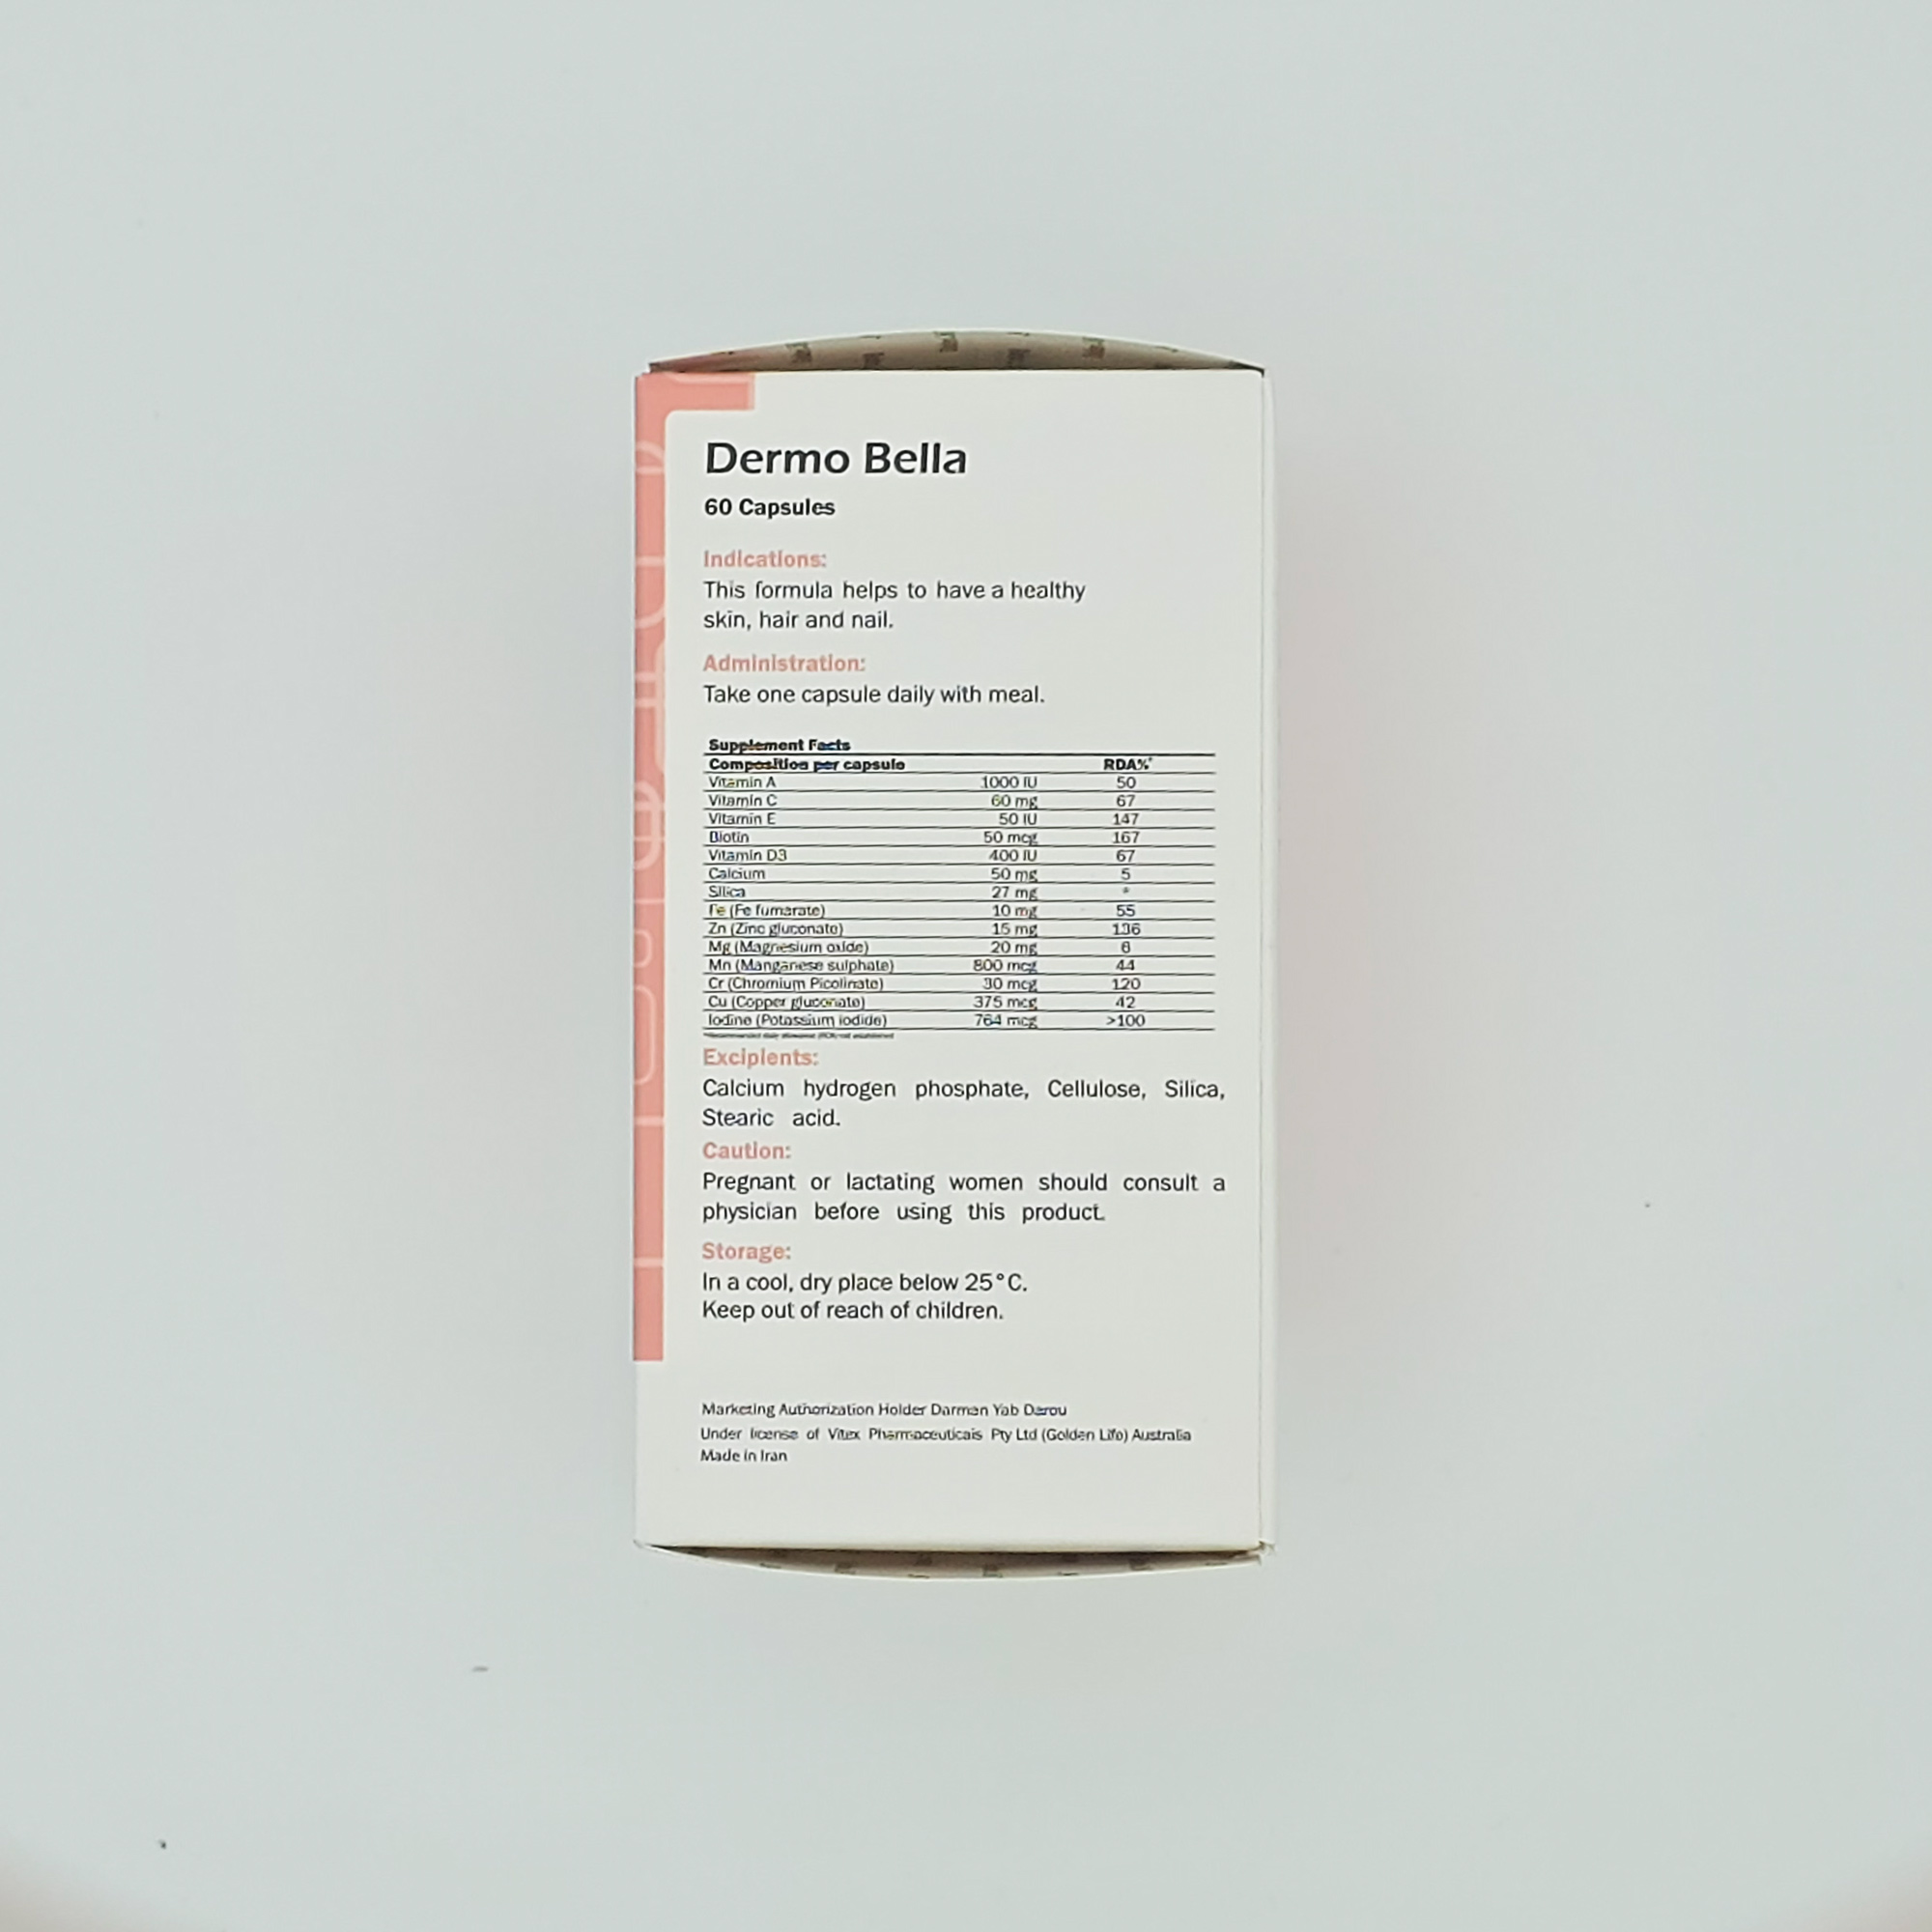 Dermo Bella
60 Capsules
Indications:
This formula helps to have a healthy
skin, hair and nail.
Administration:
Take one capsule daily with meal.
Supplement Facts
Composition per capsule RDA%*
Vitamin A 1000 IU 50
Vitamin C 60 mg 67
Vitamin E 50 IU 147
Biotin 50 mcg 167
Vitamin D3 400 IU 67
Calcium 50 mg 5
Silica 27 mg *
Fe (Fe fumarate) 10 mg 55
Zn (Zinc gluconate) 15 mg 136
Mg (Magnesium oxide) 20 mg 6
Mn (Manganese sulphate) 800 mcg 44
Cr (Chromium Picolinate) 30 mcg 120
Cu (Copper gluconate) 375 mcg 42
Iodine (Potassium iodide) 764 mcg >100
Excipients:
Calcium hydrogen phosphate, Cellulose, Silica,
Stearic acid.
Caution:
Pregnant or lactating women should consult a
physician before using this product.
Storage:
In a cool, dry place below 25°C.
Keep out of reach of children.
Marketing Authorization Holder Darman Yab Darou
Under license of Vitex Pharmaceuticals Pty Ltd (Golden Life) Australia
Made in Iran